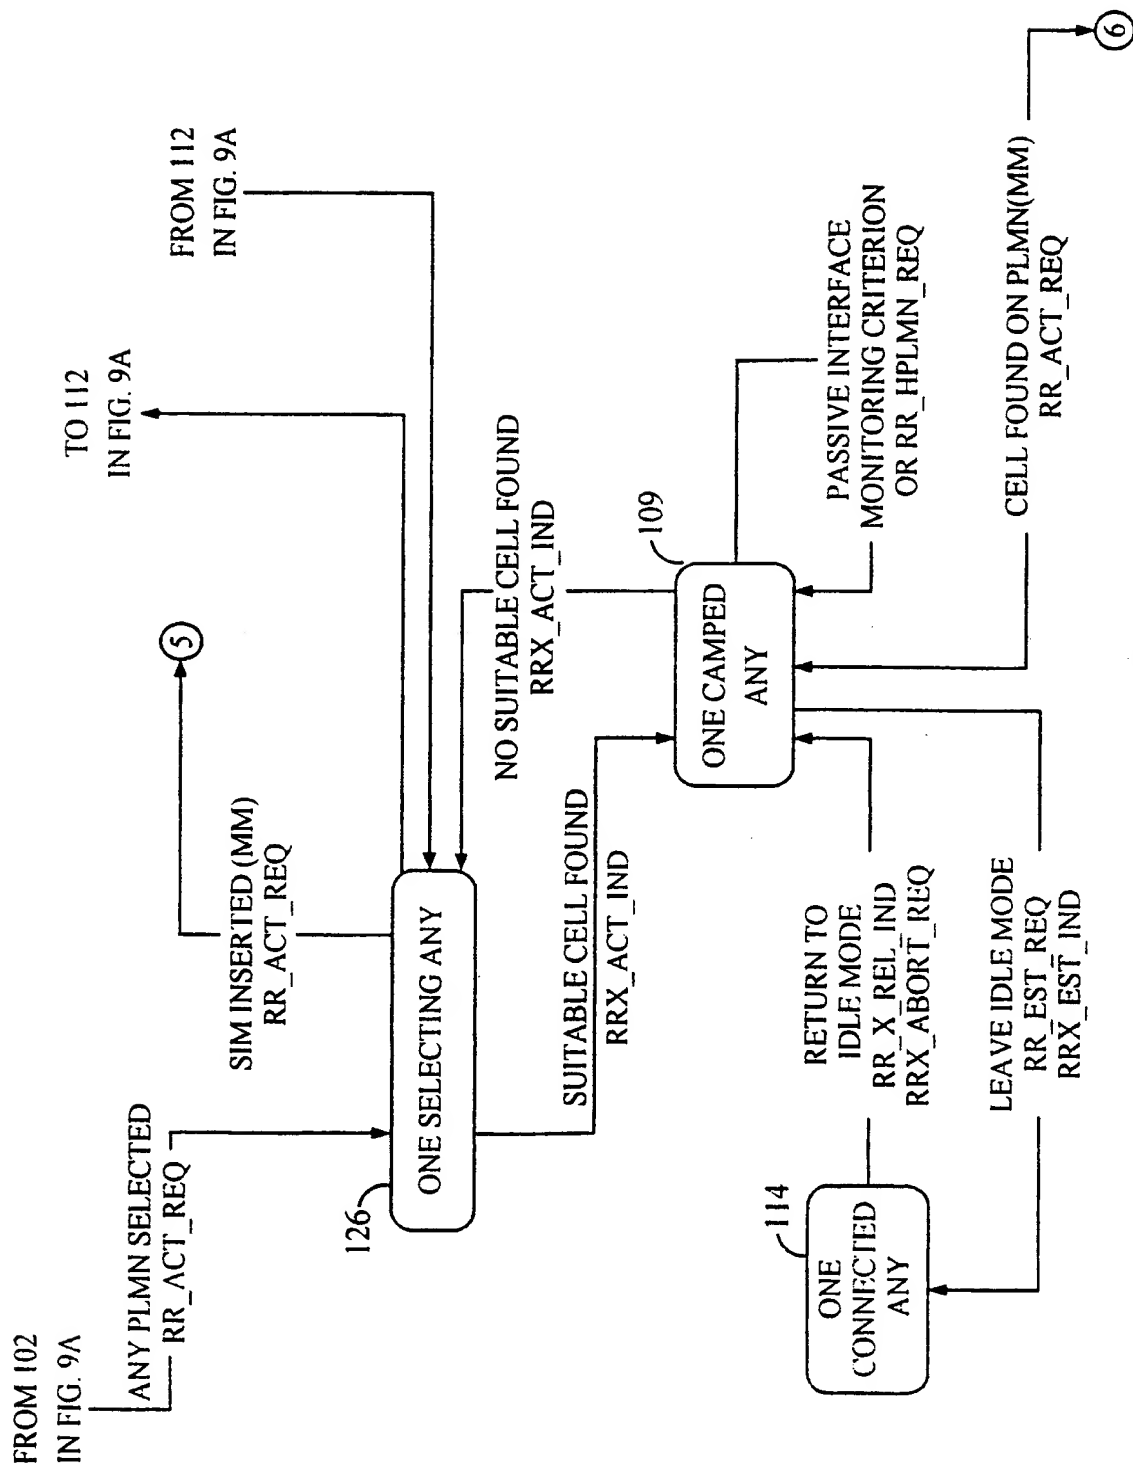 FROM 102
IN FIG. 9A
ANY PLMN SELECTED
RR_ACT_REQ
126
ONE SELECTING ANY
SIM INSERTED (MM)
RR_ACT_REQ
5
TO 112
IN FIG. 9A
FROM 112
IN FIG. 9A
SUITABLE CELL FOUND
RRX_ACT_IND
NO SUITABLE CELL FOUND
RRX_ACT_IND
109
ONE CAMPED
ANY
PASSIVE INTERFACE
MONITORING CRITERION
OR RR_HPLMN_REQ
114
ONE
CONNECTED
ANY
RETURN TO
IDLE MODE
RR_X_REL_IND
RRX_ABORT_REQ
LEAVE IDLE MODE
RR_EST_REQ
RRX_EST_IND
CELL FOUND ON PLMN(MM)
RR_ACT_REQ
6